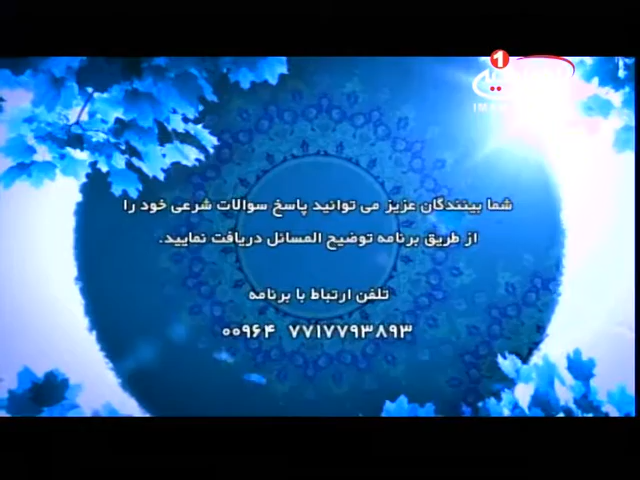 1
شما بینندگان عزیز می توانید پاسخ سوالات شرعی خود را
از طریق برنامه توضیح المسائل دریافت نمایید.
تلفن ارتباط با برنامه
۰۰۹۶۴ ۷۷۱۷۷۹۳۸۹۳